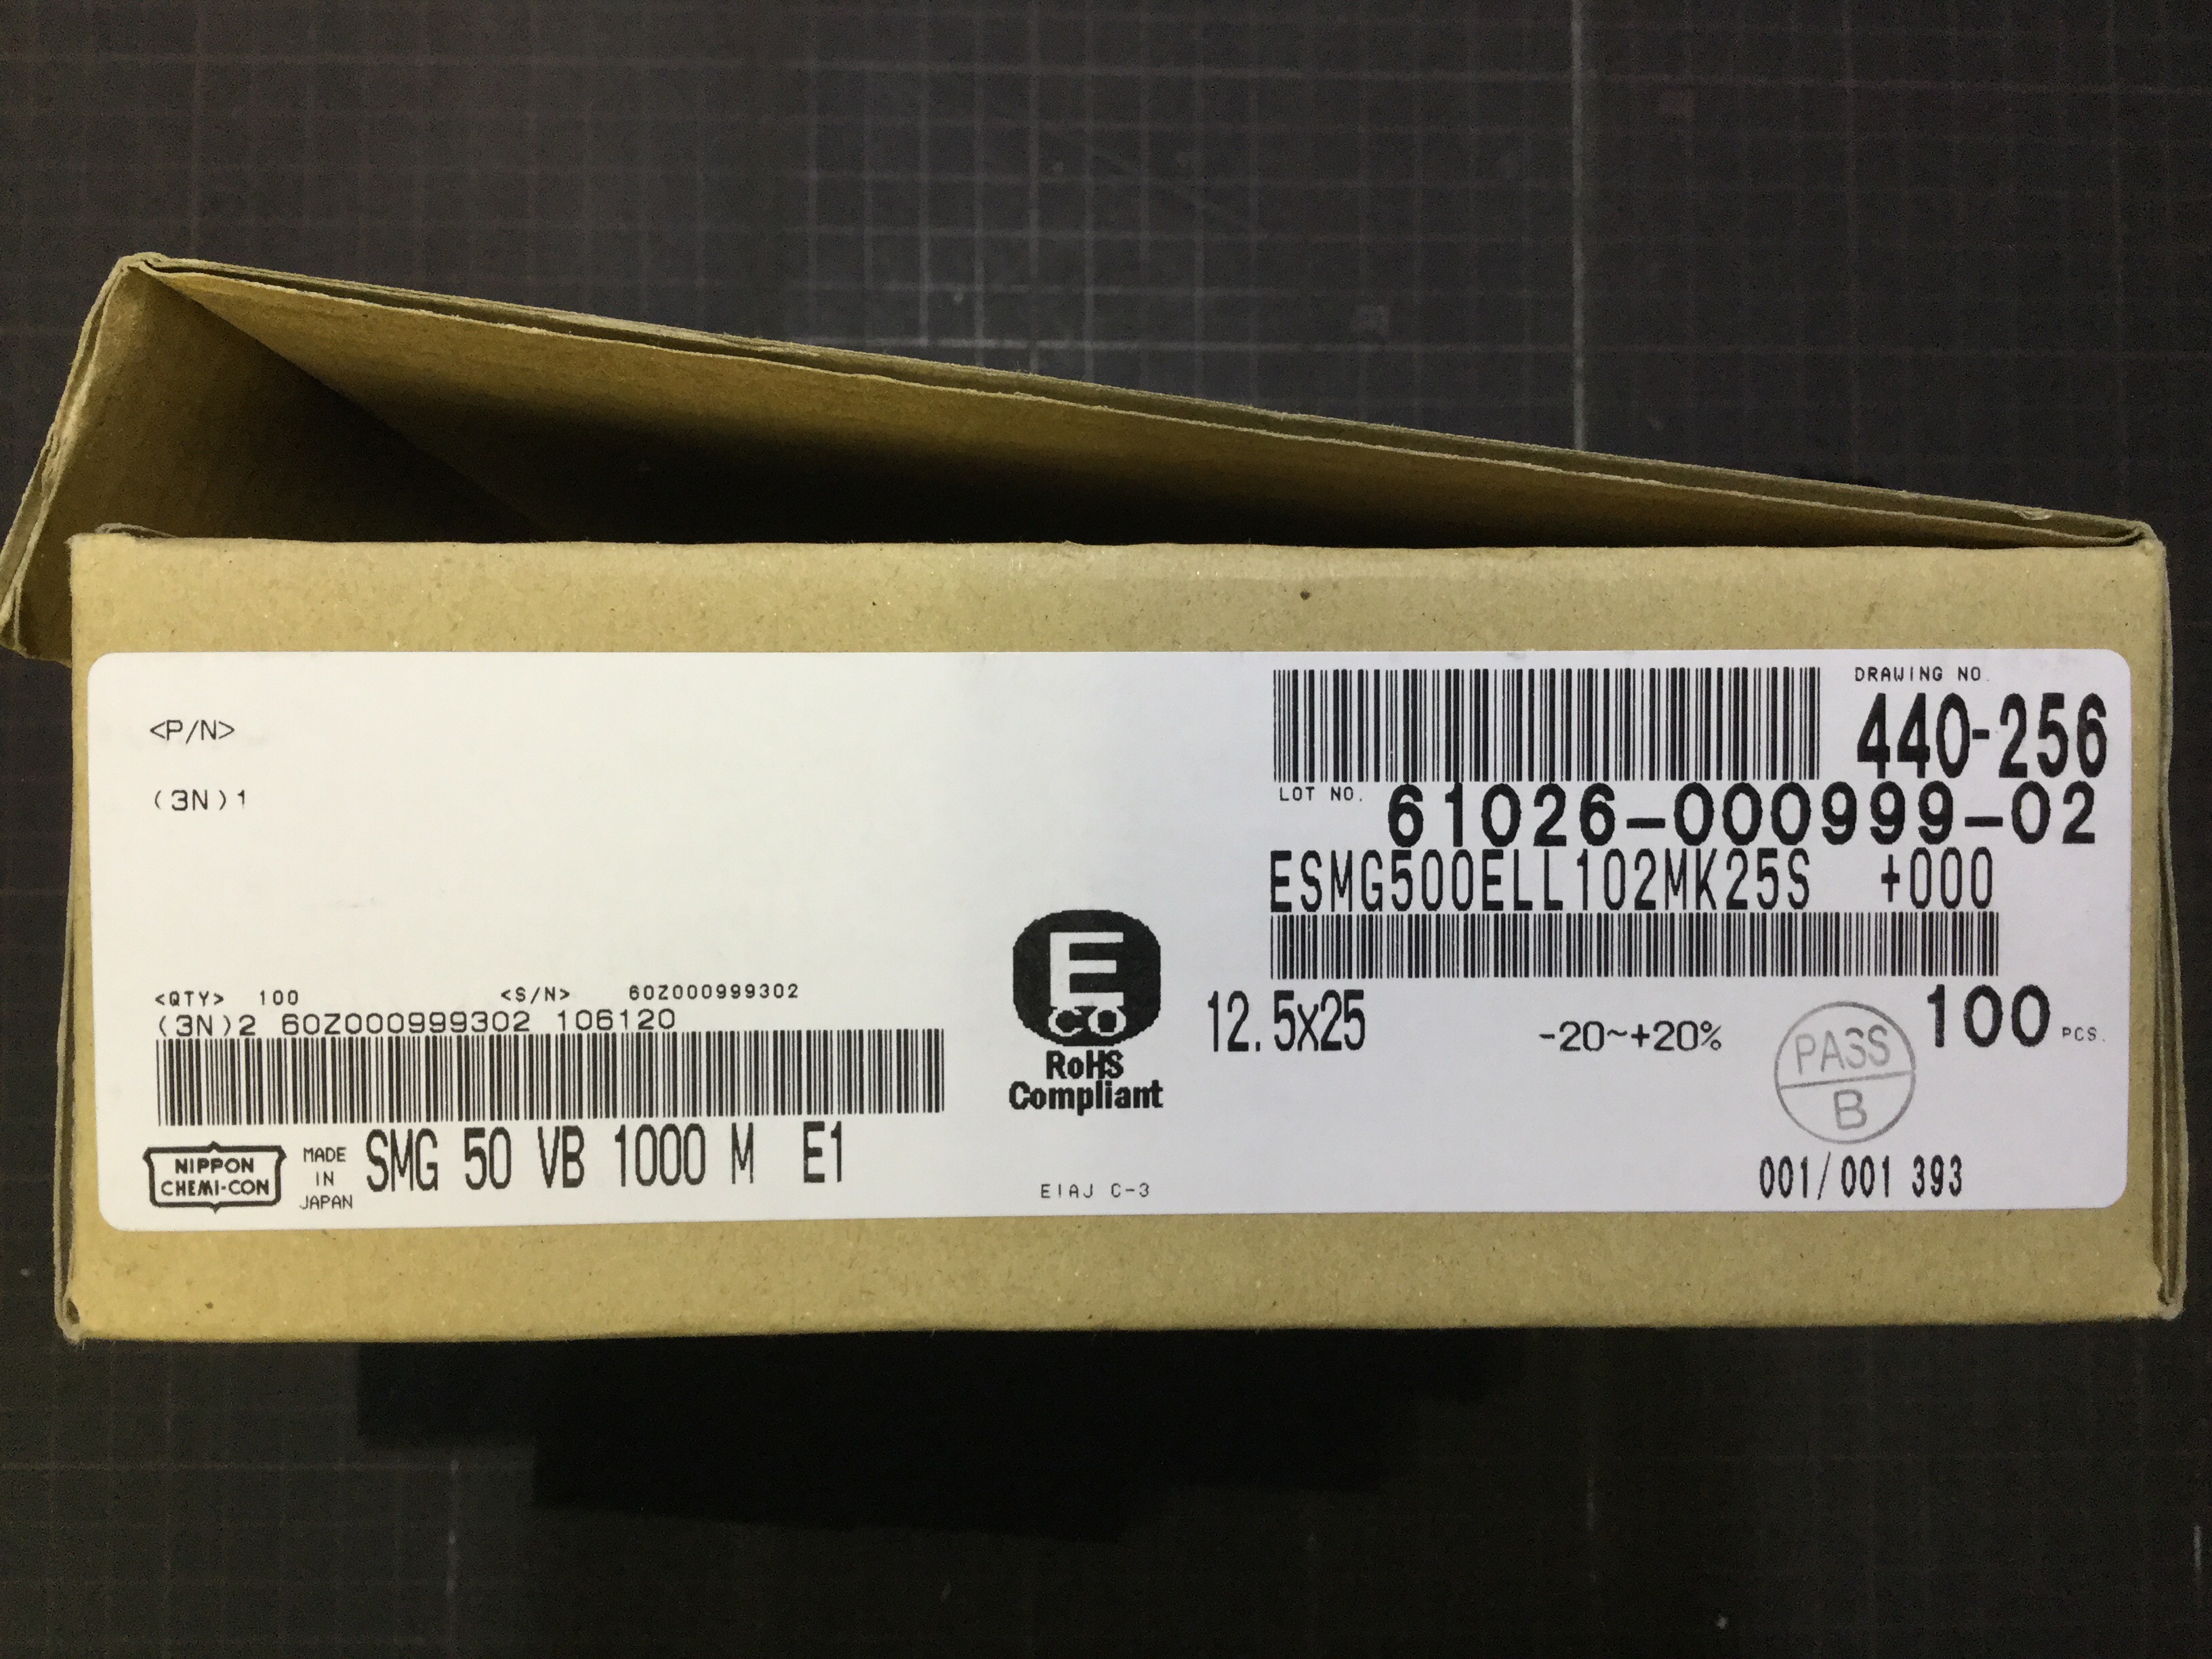 <P/N>
(3N)1
<QTY> 100 <S/N> 60Z000999302
(3N)2 60Z000999302 106120
NIPPON
CHEMI-CON
MADE
IN
JAPAN
SMG 50 VB 1000 M E1
E
CO
RoHS
Compliant
EIAJ C-3
DRAWING NO.
440-256
LOT NO. 61026-000999-02
ESMG500ELL102MK25S +000
12.5x25 -20~+20% 100 PCS.
PASS
B
001/001 393